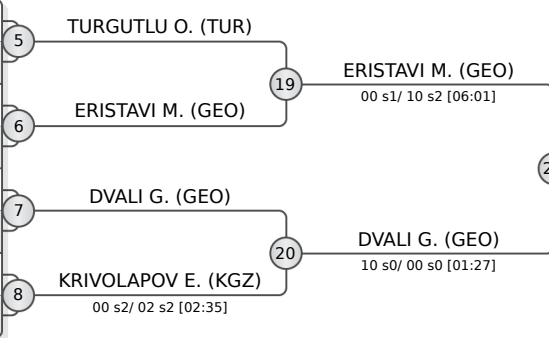 TURGUTLU O. (TUR)
5
19
ERISTAVI M. (GEO)
00 s1/ 10 s2 [06:01]
ERISTAVI M. (GEO)
6
DVALI G. (GEO)
7
20
DVALI G. (GEO)
10 s0/ 00 s0 [01:27]
KRIVOLAPOV E. (KGZ)
8
00 s2/ 02 s2 [02:35]